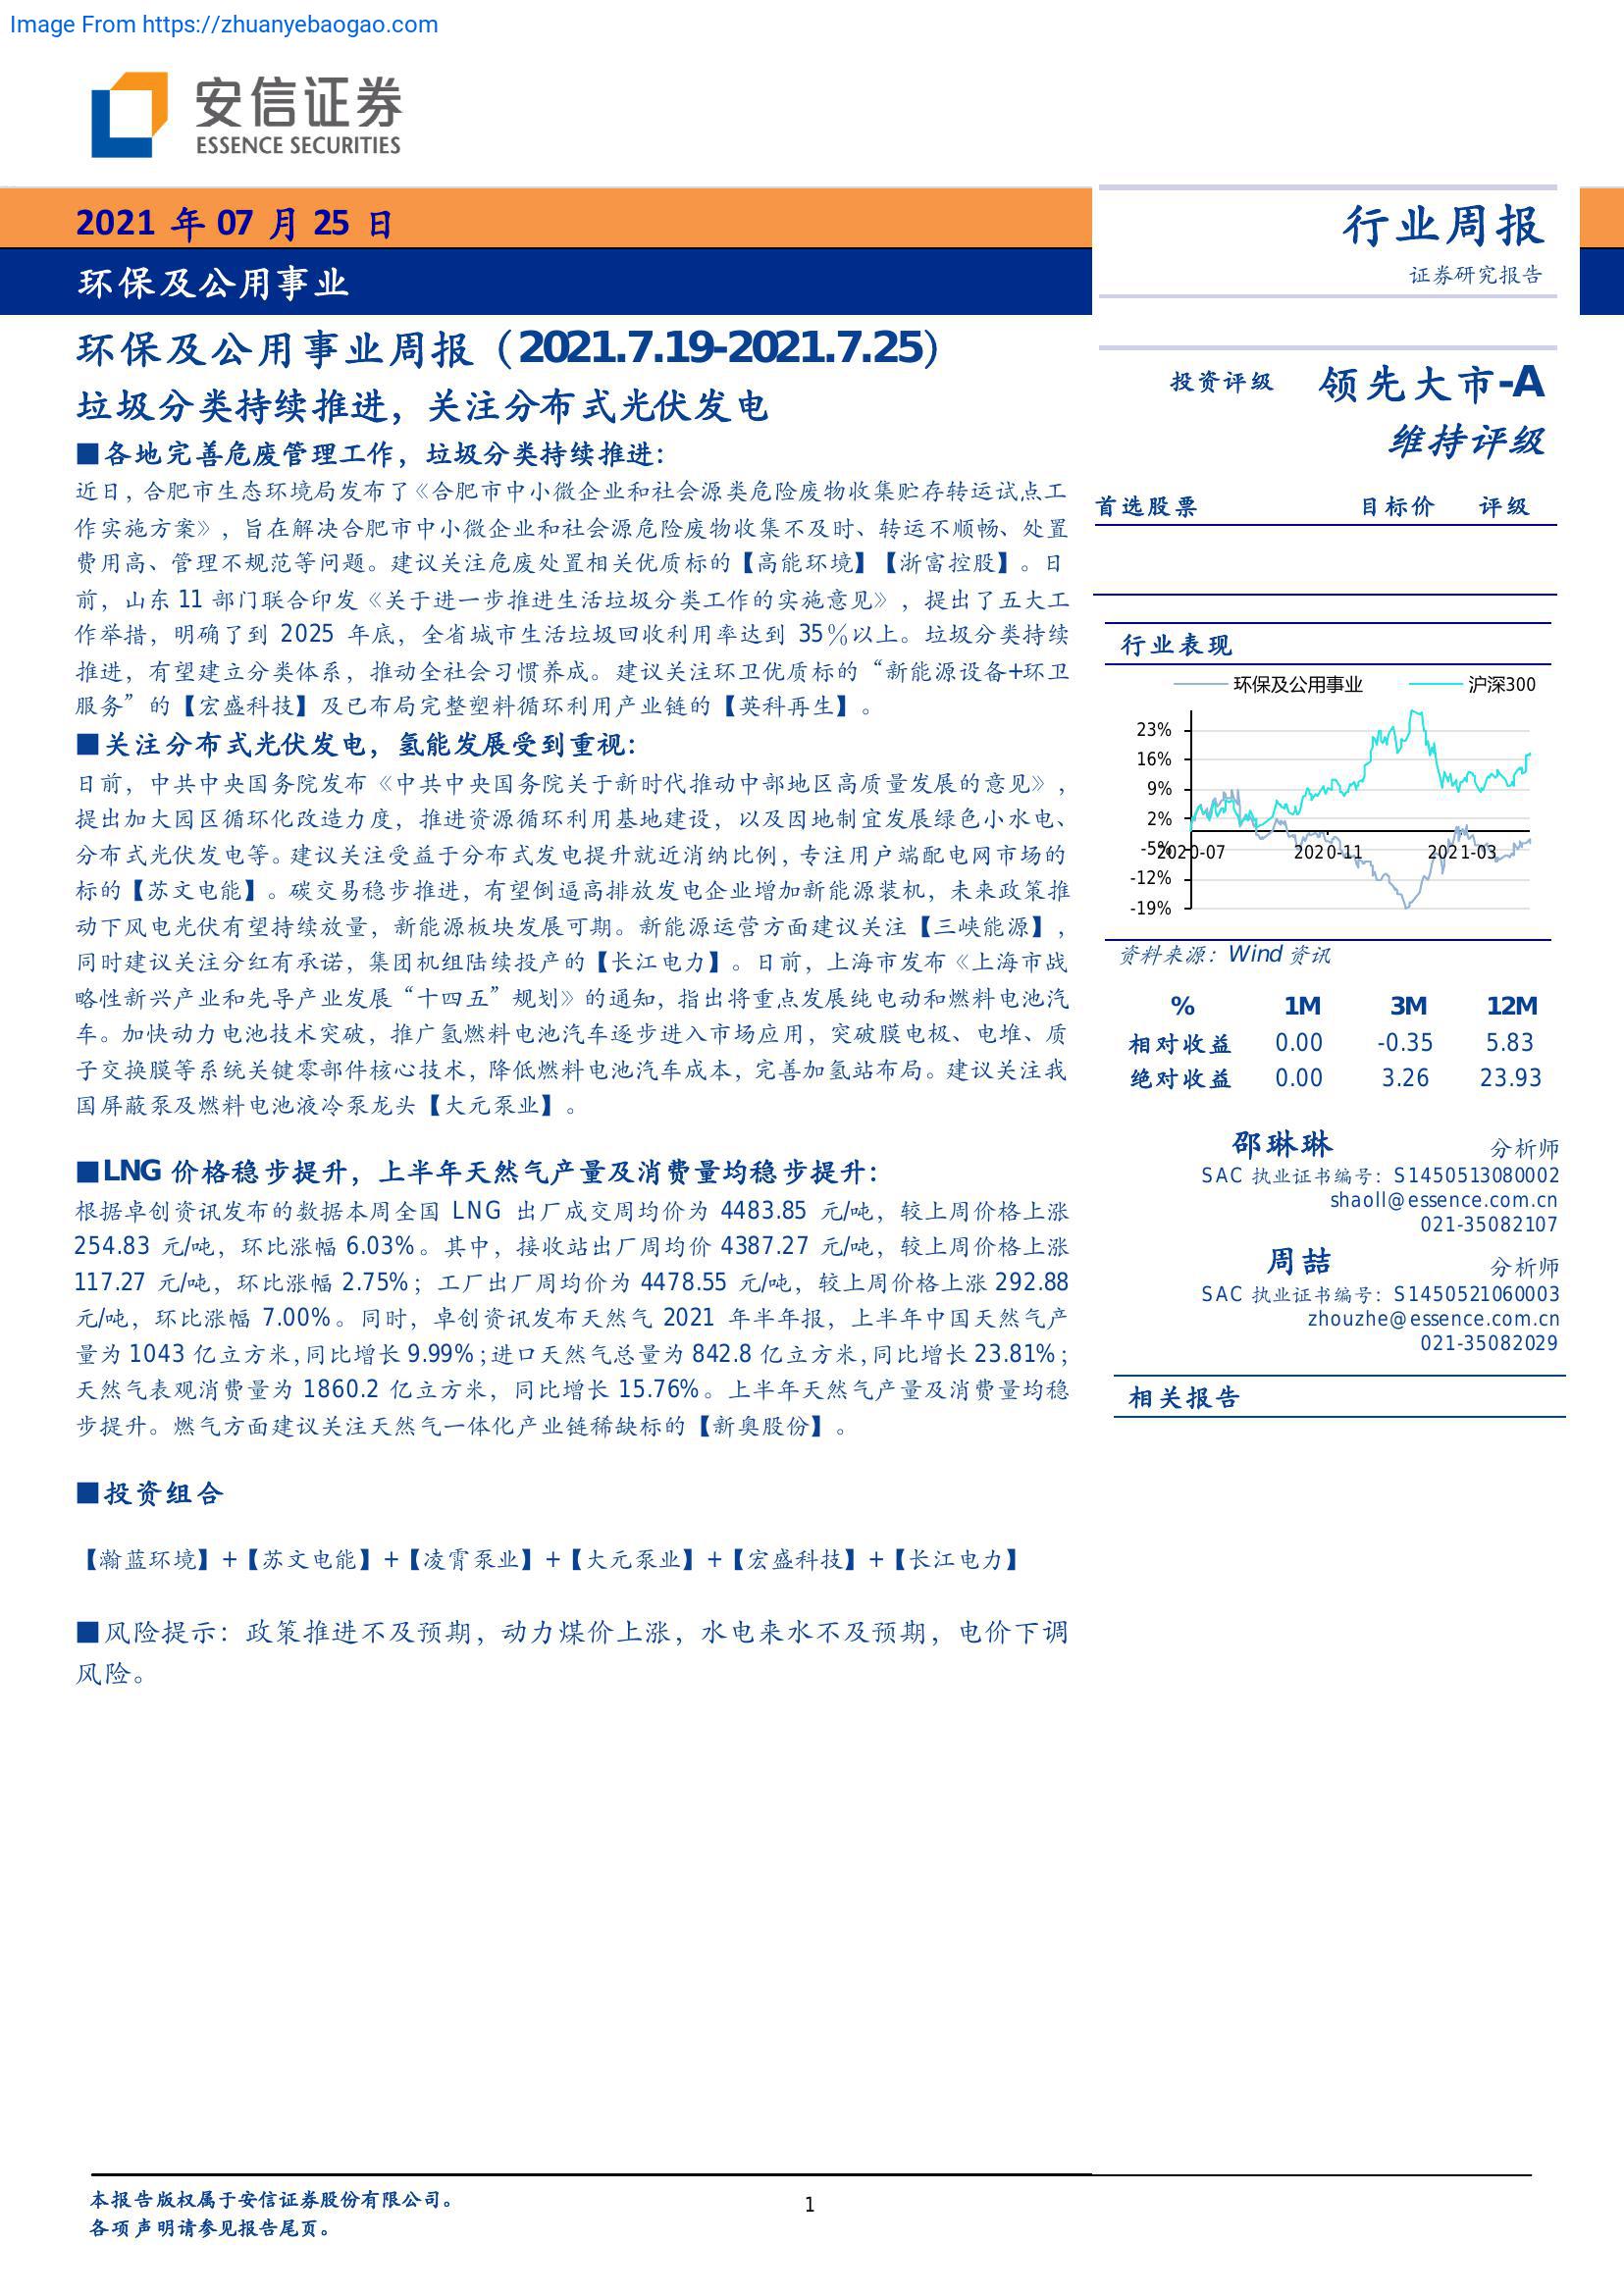 Image From https://zhuanyebaogao.com
安信证券
ESSENCE SECURITIES
2021 年 07 月 25 日
环保及公用事业
环保及公用事业周报（2021.7.19-2021.7.25）
垃圾分类持续推进，关注分布式光伏发电
■各地完善危废管理工作，垃圾分类持续推进：
近日，合肥市生态环境局发布了《合肥市中小微企业和社会源类危险废物收集贮存转运试点工
作实施方案》，旨在解决合肥市中小微企业和社会源危险废物收集不及时、转运不顺畅、处置
费用高、管理不规范等问题。建议关注危废处置相关优质标的【高能环境】【浙富控股】。日
前，山东 11 部门联合印发《关于进一步推进生活垃圾分类工作的实施意见》，提出了五大工
作举措，明确了到 2025 年底，全省城市生活垃圾回收利用率达到 35%以上。垃圾分类持续
推进，有望建立分类体系，推动全社会习惯养成。建议关注环卫优质标的“新能源设备+环卫
服务”的【宏盛科技】及已布局完整塑料循环利用产业链的【英科再生】。
■关注分布式光伏发电，氢能发展受到重视：
日前，中共中央国务院发布《中共中央国务院关于新时代推动中部地区高质量发展的意见》，
提出加大园区循环化改造力度，推进资源循环利用基地建设，以及因地制宜发展绿色小水电、
分布式光伏发电等。建议关注受益于分布式发电提升就近消纳比例，专注用户端配电网市场的
标的【苏文电能】。碳交易稳步推进，有望倒逼高排放发电企业增加新能源装机，未来政策推
动下风电光伏有望持续放量，新能源板块发展可期。新能源运营方面建议关注【三峡能源】，
同时建议关注分红有承诺，集团机组陆续投产的【长江电力】。日前，上海市发布《上海市战
略性新兴产业和先导产业发展“十四五”规划》的通知，指出将重点发展纯电动和燃料电池汽
车。加快动力电池技术突破，推广氢燃料电池汽车逐步进入市场应用，突破膜电极、电堆、质
子交换膜等系统关键零部件核心技术，降低燃料电池汽车成本，完善加氢站布局。建议关注我
国屏蔽泵及燃料电池液冷泵龙头【大元泵业】。
■LNG 价格稳步提升，上半年天然气产量及消费量均稳步提升：
根据卓创资讯发布的数据本周全国 LNG 出厂成交周均价为 4483.85 元/吨，较上周价格上涨
254.83 元/吨，环比涨幅 6.03%。其中，接收站出厂周均价 4387.27 元/吨，较上周价格上涨
117.27 元/吨，环比涨幅 2.75%；工厂出厂周均价为 4478.55 元/吨，较上周价格上涨 292.88
元/吨，环比涨幅 7.00%。同时，卓创资讯发布天然气 2021 年半年报，上半年中国天然气产
量为 1043 亿立方米,同比增长 9.99%;进口天然气总量为 842.8 亿立方米,同比增长 23.81%;
天然气表观消费量为 1860.2 亿立方米，同比增长 15.76%。上半年天然气产量及消费量均稳
步提升。燃气方面建议关注天然气一体化产业链稀缺标的【新奥股份】。
■投资组合
【瀚蓝环境】+【苏文电能】+【凌霄泵业】+【大元泵业】+【宏盛科技】+【长江电力】
■风险提示：政策推进不及预期，动力煤价上涨，水电来水不及预期，电价下调
风险。
行业周报
证券研究报告
投资评级 领先大市-A
维持评级
首选股票 目标价 评级
行业表现
环保及公用事业 沪深300
23%
16%
9%
2%
-5%
-12%
-19%
2020-07 2020-11 2021-03
资料来源：Wind 资讯
% 1M 3M 12M
相对收益 0.00 -0.35 5.83
绝对收益 0.00 3.26 23.93
邵琳琳 分析师
SAC 执业证书编号：S1450513080002
shaoll@essence.com.cn
021-35082107
周喆 分析师
SAC 执业证书编号：S1450521060003
zhouzhe@essence.com.cn
021-35082029
相关报告
本报告版权属于安信证券股份有限公司。
各项声明请参见报告尾页。
1